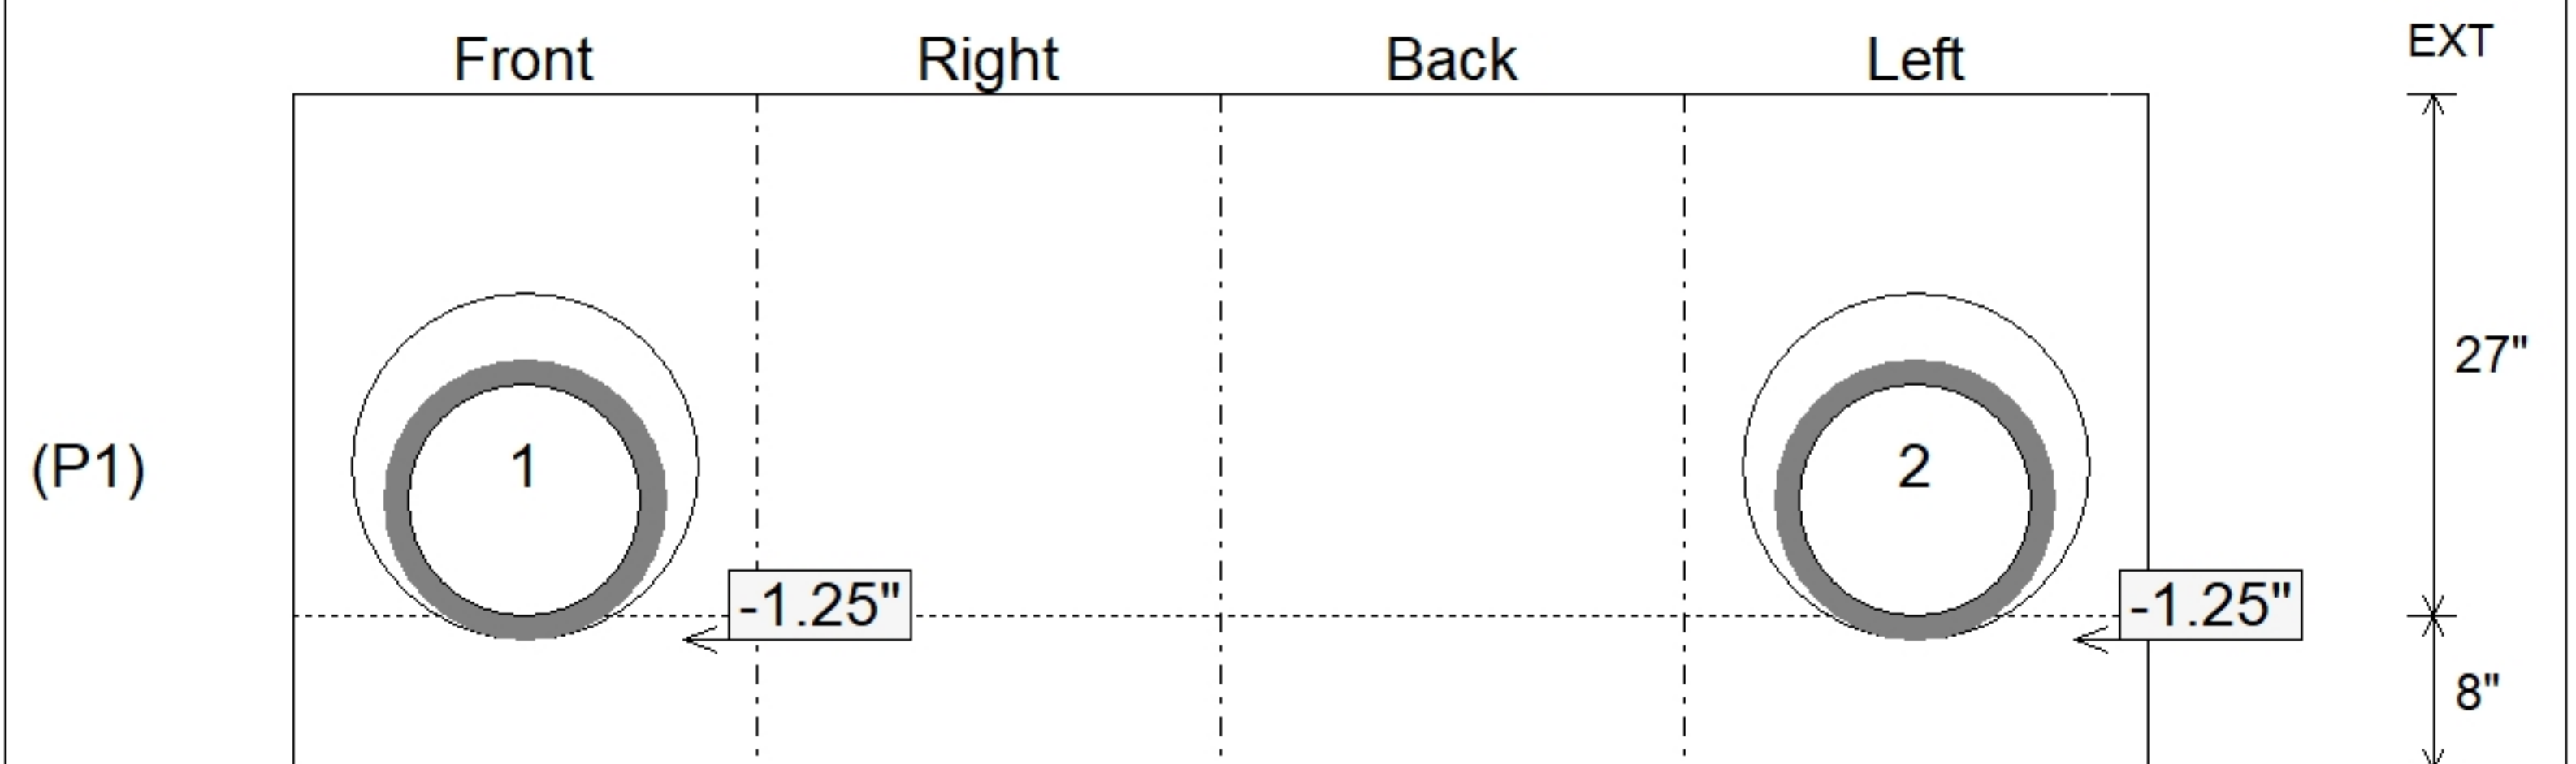 Front Right Back Left EXT
27"
(P1) 1 2
-1.25" -1.25"
8"